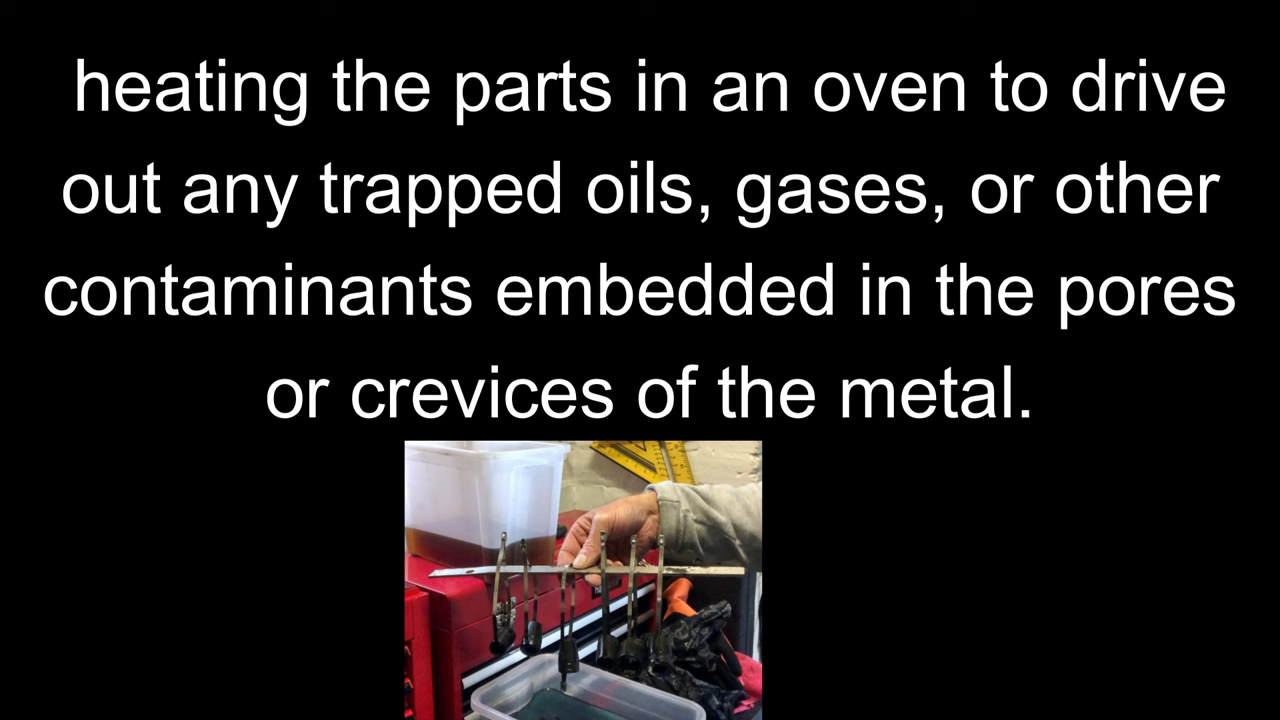 heating the parts in an oven to drive
out any trapped oils, gases, or other
contaminants embedded in the pores
or crevices of the metal.